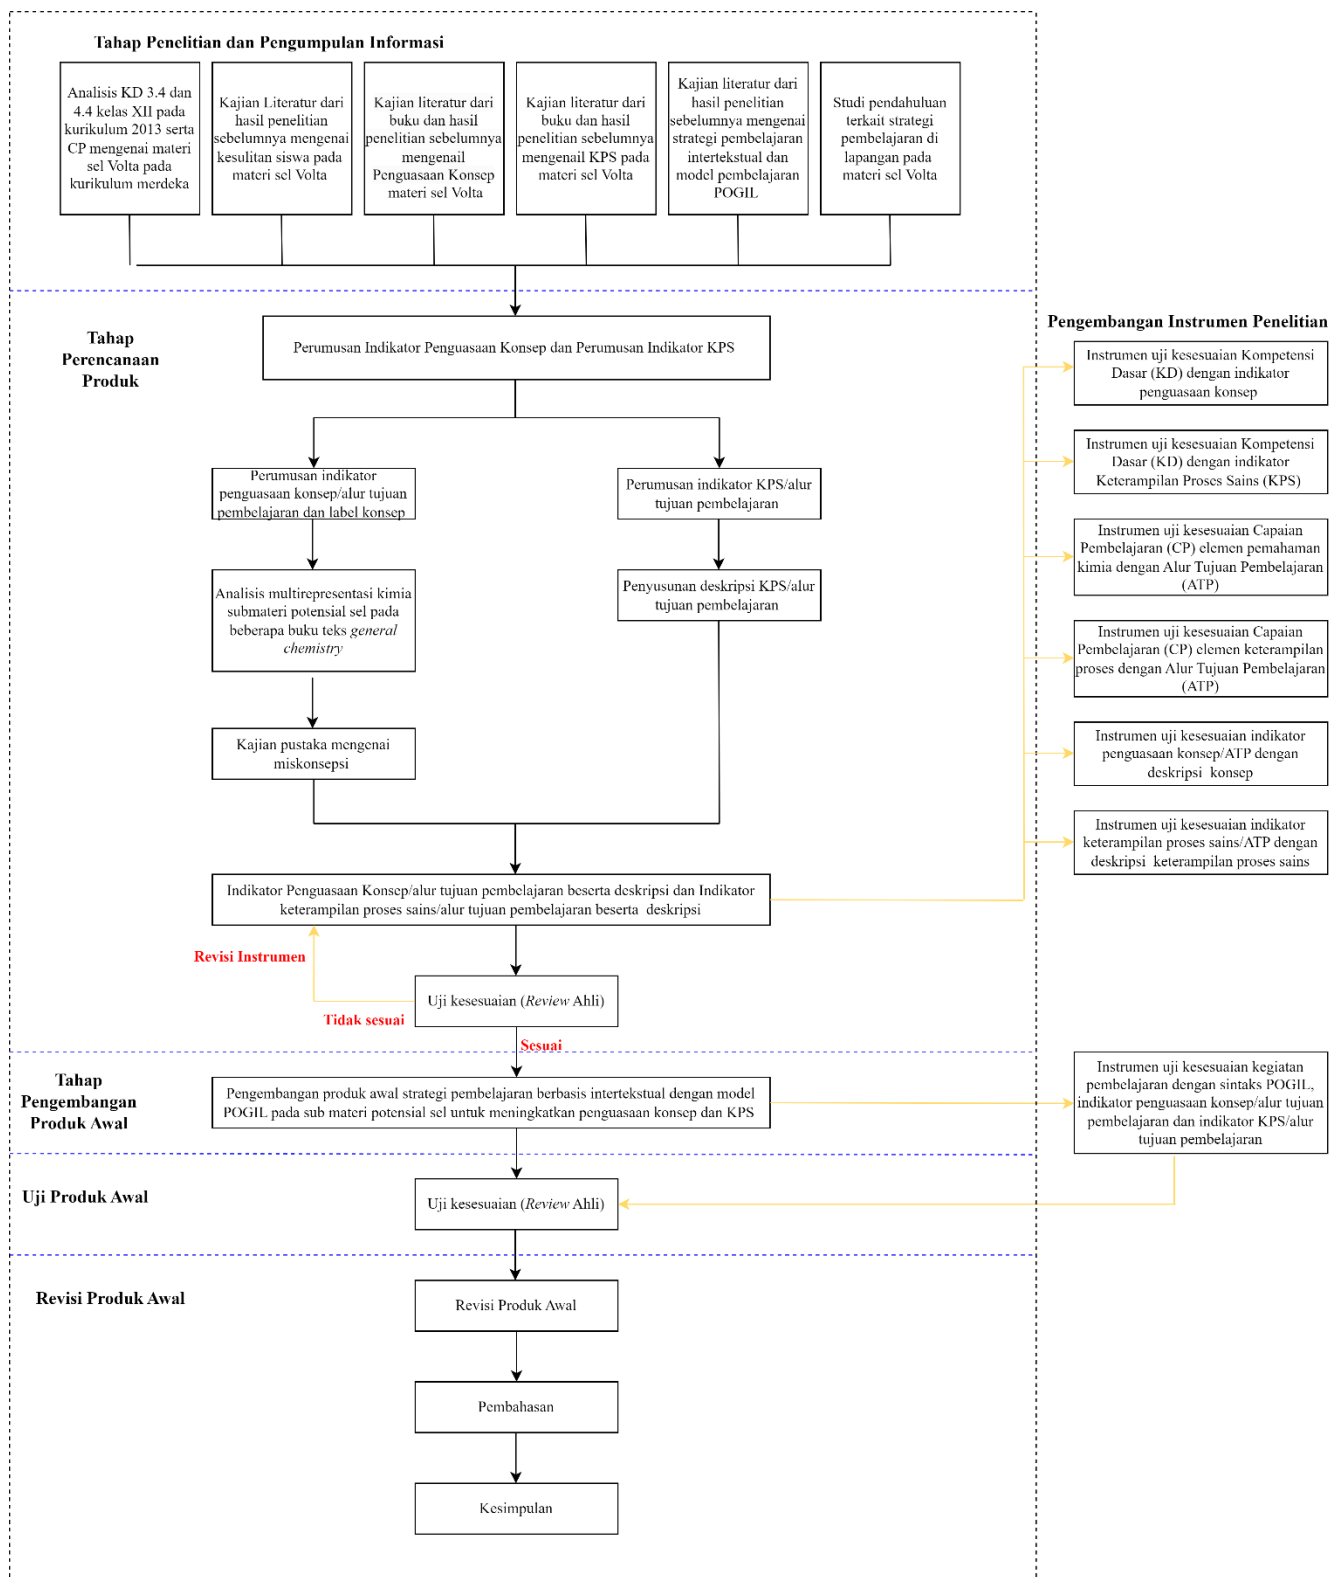 Tahap Penelitian dan Pengumpulan Informasi
Analisis KD 3.4 dan
4.4 kelas XII pada
kurikulum 2013 serta
CP mengenai materi
sel Volta pada
kurikulum merdeka
Kajian Literatur dari
hasil penelitian
sebelumnya mengenai
kesulitan siswa pada
materi sel Volta
Kajian literatur dari
buku dan hasil
penelitian sebelumnya
mengenail
Penguasaan Konsep
materi sel Volta
Kajian literatur dari
buku dan hasil
penelitian sebelumnya
mengenail KPS pada
materi sel Volta
Kajian literatur dari
hasil penelitian
sebelumnya mengenai
strategi pembelajaran
intertekstual dan
model pembelajaran
POGIL
Studi pendahuluan
terkait strategi
pembelajaran di
lapangan pada
materi sel Volta
Tahap
Perencanaan
Produk
Perumusan Indikator Penguasaan Konsep dan Perumusan Indikator KPS
Perumusan indikator
penguasaan konsep/alur tujuan
pembelajaran dan label konsep
Perumusan indikator KPS/alur
tujuan pembelajaran
Analisis multirepresentasi kimia
submateri potensial sel pada
beberapa buku teks general
chemistry
Penyusunan deskripsi KPS/alur
tujuan pembelajaran
Kajian pustaka mengenai
miskonsepsi
Indikator Penguasaan Konsep/alur tujuan pembelajaran beserta deskripsi dan Indikator
keterampilan proses sains/alur tujuan pembelajaran beserta deskripsi
Revisi Instrumen
Uji kesesuaian (Review Ahli)
Tidak sesuai
Sesuai
Pengembangan Instrumen Penelitian
Instrumen uji kesesuaian Kompetensi
Dasar (KD) dengan indikator
penguasaan konsep
Instrumen uji kesesuaian Kompetensi
Dasar (KD) dengan indikator
Keterampilan Proses Sains (KPS)
Instrumen uji kesesuaian Capaian
Pembelajaran (CP) elemen pemahaman
kimia dengan Alur Tujuan Pembelajaran
(ATP)
Instrumen uji kesesuaian Capaian
Pembelajaran (CP) elemen keterampilan
proses dengan Alur Tujuan Pembelajaran
(ATP)
Instrumen uji kesesuaian indikator
penguasaan konsep/ATP dengan
deskripsi konsep
Instrumen uji kesesuaian indikator
keterampilan proses sains/ATP dengan
deskripsi keterampilan proses sains
Tahap
Pengembangan
Produk Awal
Pengembangan produk awal strategi pembelajaran berbasis intertekstual dengan model
POGIL pada sub materi potensial sel untuk meningkatkan penguasaan konsep dan KPS
Instrumen uji kesesuaian kegiatan
pembelajaran dengan sintaks POGIL,
indikator penguasaan konsep/alur tujuan
pembelajaran dan indikator KPS/alur
tujuan pembelajaran
Uji Produk Awal
Uji kesesuaian (Review Ahli)
Revisi Produk Awal
Revisi Produk Awal
Pembahasan
Kesimpulan